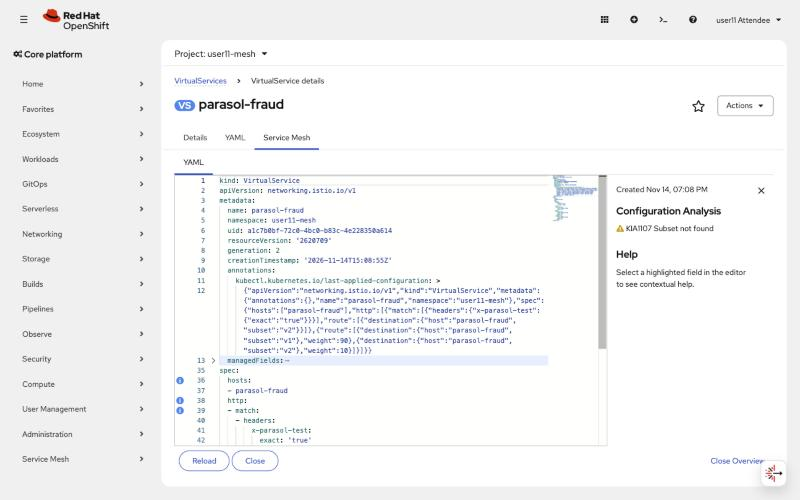 Red Hat
OpenShift
user11 Attendee
Core platform
Home
Favorites
Ecosystem
Workloads
GitOps
Serverless
Networking
Storage
Builds
Pipelines
Observe
Security
Compute
User Management
Administration
Service Mesh
Project: user11-mesh
VirtualServices
VirtualService details
VS parasol-fraud
Actions
Details
YAML
Service Mesh
YAML
1 kind: VirtualService
2 apiVersion: networking.istio.io/v1
3 metadata:
4 name: parasol-fraud
5 namespace: user11-mesh
6 uid: a1c7b0bf-72c0-4bc0-b83c-4e228350a614
7 resourceVersion: '2620709'
8 generation: 2
9 creationTimestamp: '2026-11-14T15:08:55Z'
10 annotations:
11 kubectl.kubernetes.io/last-applied-configuration: >
12 {"apiVersion":"networking.istio.io/v1","kind":"VirtualService","metadata":
{"annotations":{},"name":"parasol-fraud","namespace":"user11-mesh"},"spec":
{"hosts":["parasol-fraud"],"http":[{"match":[{"headers":{"x-parasol-test":
{"exact":"true"}}}],"route":[{"destination":{"host":"parasol-fraud",
"subset":"v2"}}]},{"route":[{"destination":{"host":"parasol-fraud",
"subset":"v1"},"weight":90},{"destination":{"host":"parasol-fraud",
"subset":"v2"},"weight":10}]}]}}
13 managedFields: ⋯
35 spec:
36 hosts:
37 - parasol-fraud
38 http:
39 - match:
40 - headers:
41 x-parasol-test:
42 exact: 'true'
Created Nov 14, 07:08 PM
Configuration Analysis
KIA1107 Subset not found
Help
Select a highlighted field in the editor
to see contextual help.
Reload
Close
Close Overview